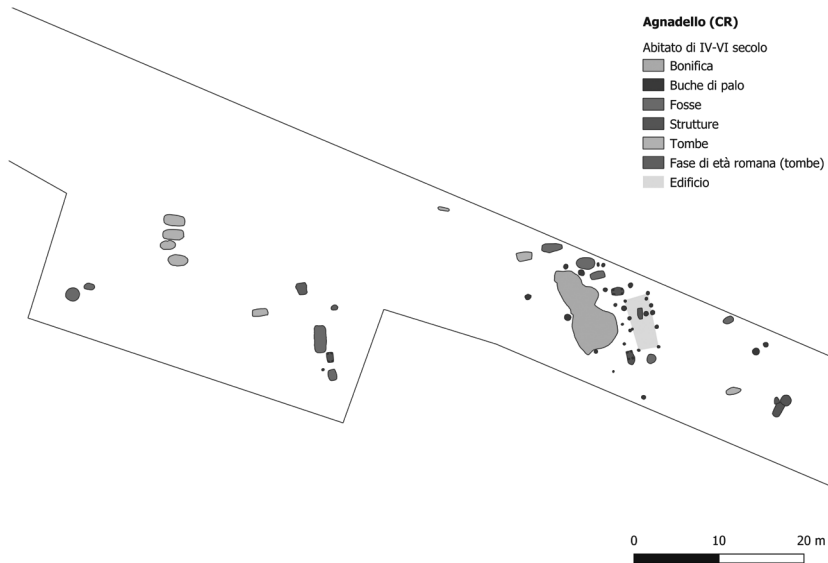 Agnadello (CR)
Abitato di IV-VI secolo
Bonifica
Buche di palo
Fosse
Strutture
Tombe
Fase di età romana (tombe)
Edificio
0 10 20 m